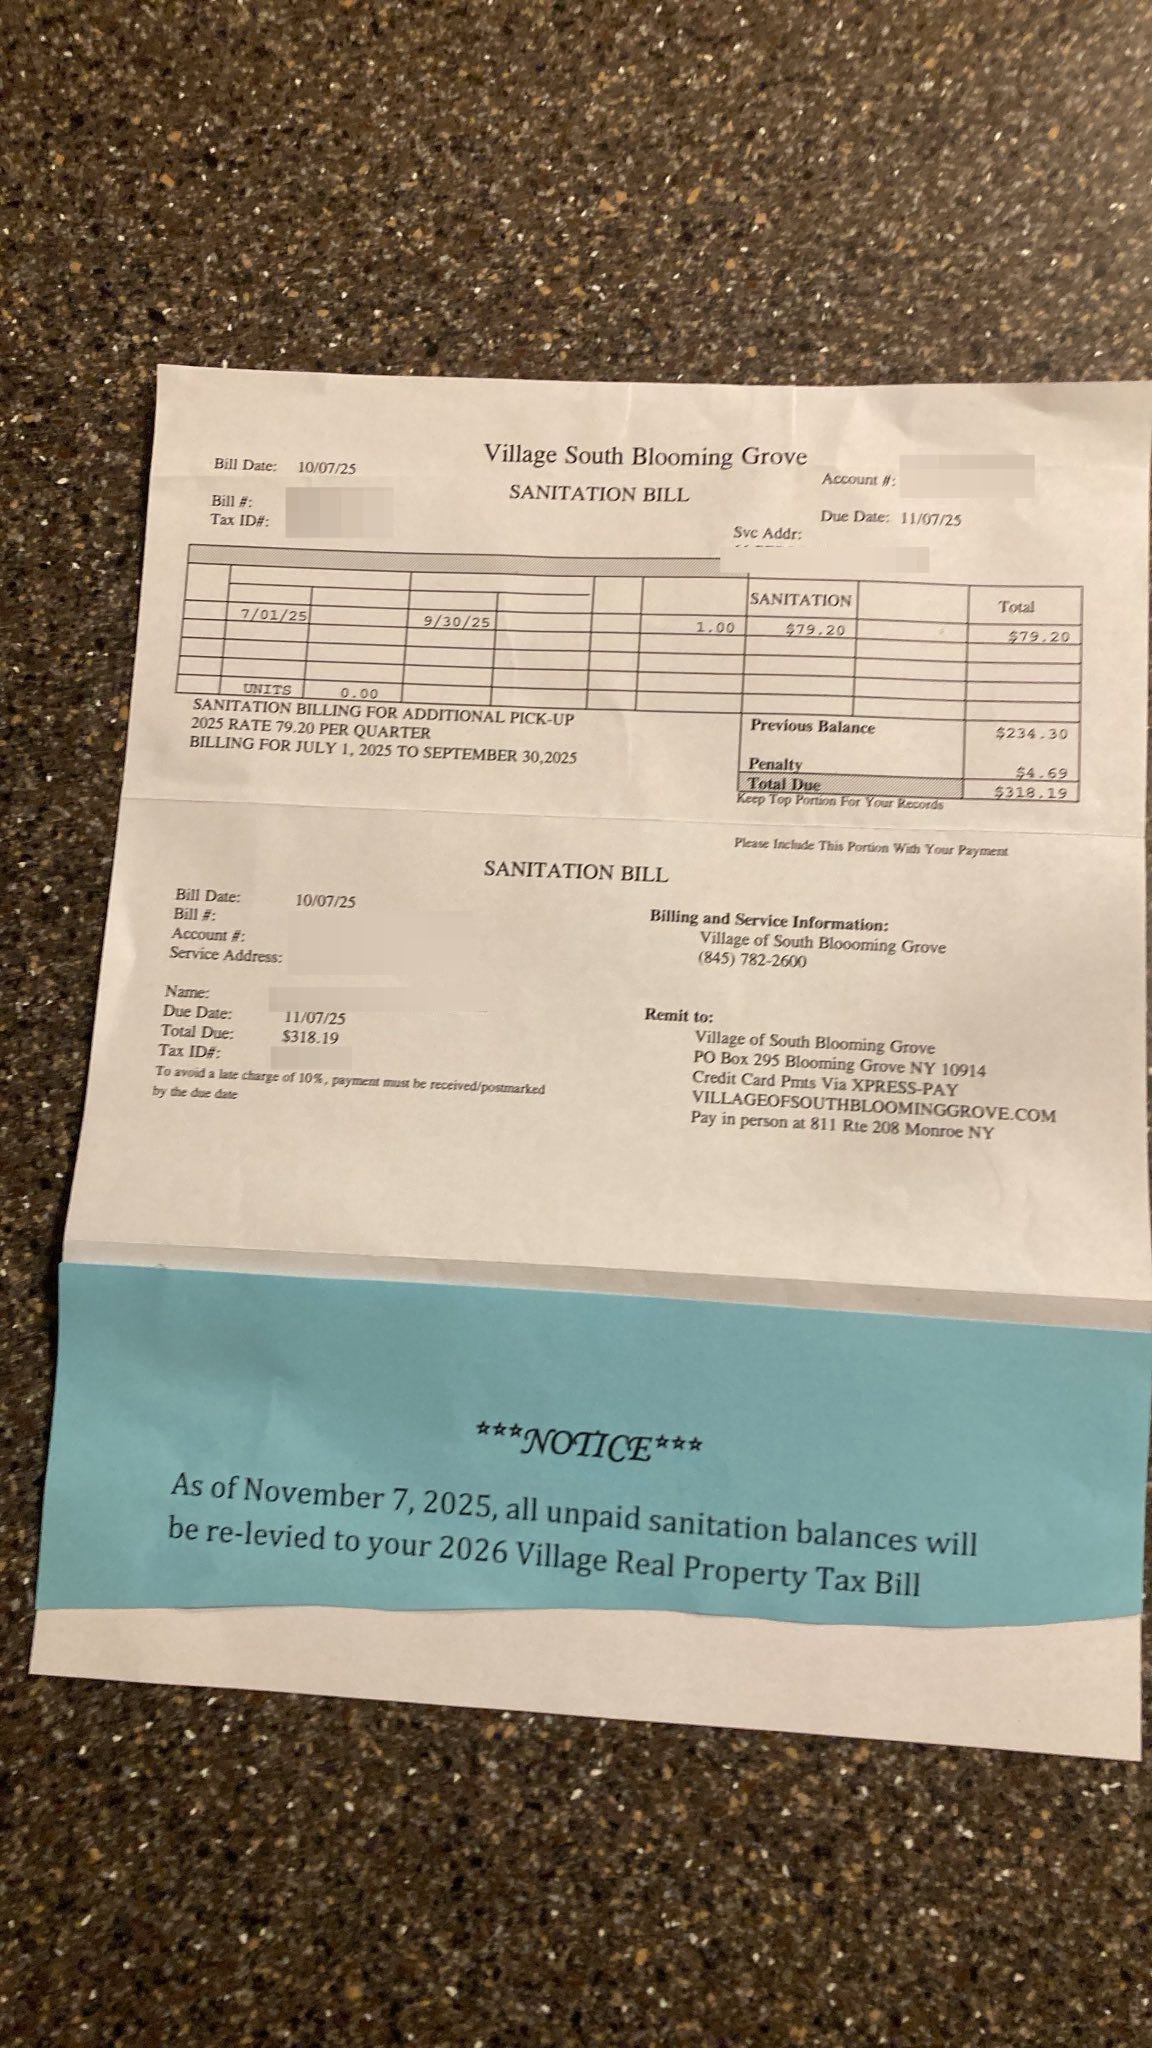 Village South Blooming Grove
Bill Date: 10/07/25
SANITATION BILL
Account #:
Bill #:
Tax ID#:
Due Date: 11/07/25
Svc Addr:
SANITATION Total
7/01/25 9/30/25 1.00 $79.20 $79.20
UNITS 0.00
SANITATION BILLING FOR ADDITIONAL PICK-UP
2025 RATE 79.20 PER QUARTER
BILLING FOR JULY 1, 2025 TO SEPTEMBER 30,2025
Previous Balance $234.30
Penalty $4.69
Total Due $318.19
Keep Top Portion For Your Records
Please Include This Portion With Your Payment
SANITATION BILL
Bill Date: 10/07/25
Bill #:
Account #:
Service Address:
Name:
Due Date: 11/07/25
Total Due: $318.19
Tax ID#:
To avoid a late charge of 10%, payment must be received/postmarked
by the due date
Billing and Service Information:
Village of South Bloooming Grove
(845) 782-2600
Remit to:
Village of South Blooming Grove
PO Box 295 Blooming Grove NY 10914
Credit Card Pmts Via XPRESS-PAY
VILLAGEOFSOUTHBLOOMINGGROVE.COM
Pay in person at 811 Rte 208 Monroe NY
***NOTICE***
As of November 7, 2025, all unpaid sanitation balances will
be re-levied to your 2026 Village Real Property Tax Bill